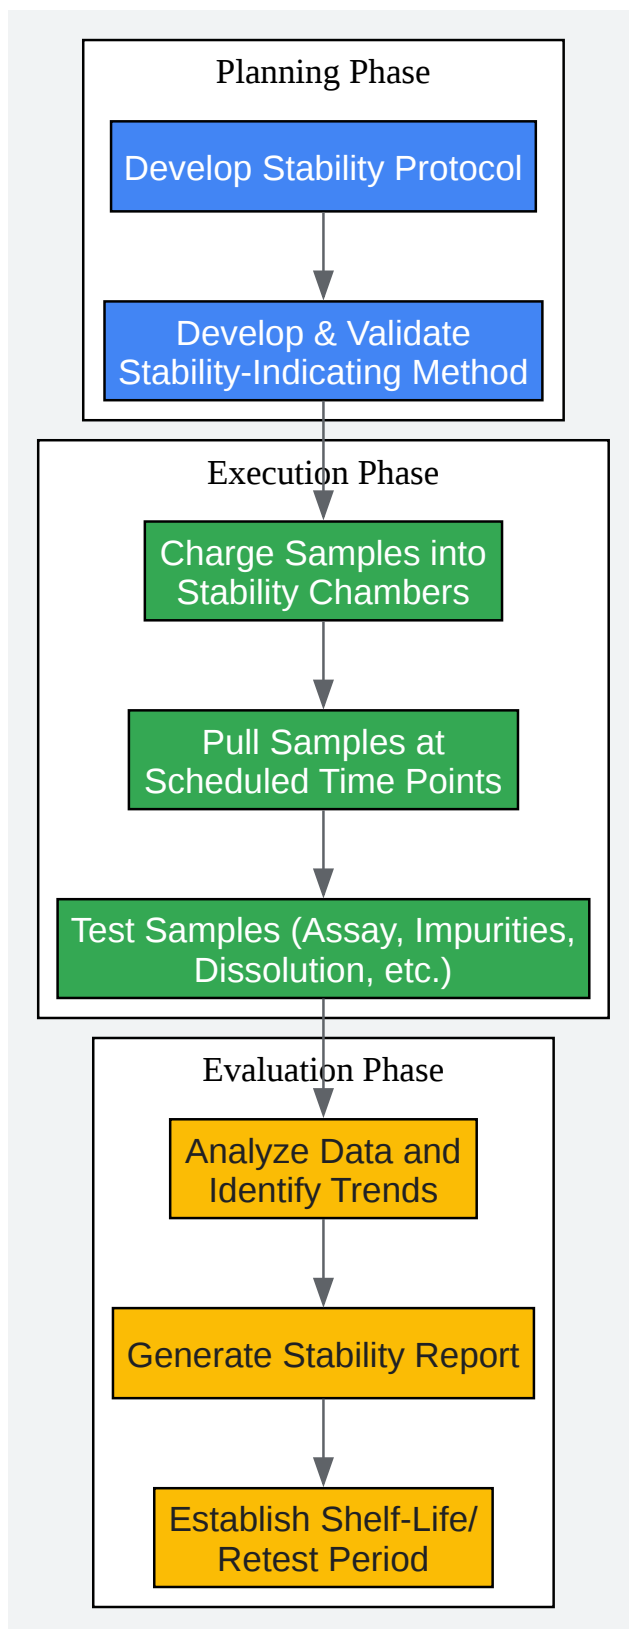 Planning Phase
Develop Stability Protocol
Develop & Validate
Stability-Indicating Method
Execution Phase
Charge Samples into
Stability Chambers
Pull Samples at
Scheduled Time Points
Test Samples (Assay, Impurities,
Dissolution, etc.)
Evaluation Phase
Analyze Data and
Identify Trends
Generate Stability Report
Establish Shelf-Life/
Retest Period